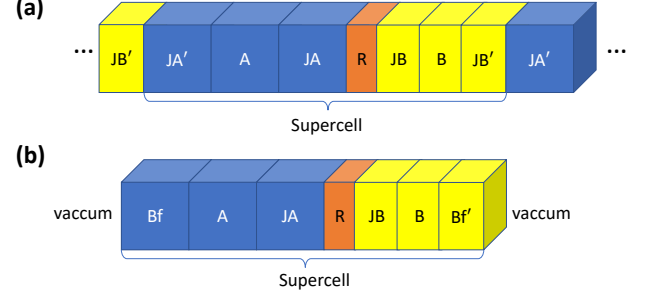 (a)
... JB′ JA′ A JA R JB B JB′ JA′ ...
Supercell
(b)
vaccum Bf A JA R JB B Bf′ vaccum
Supercell